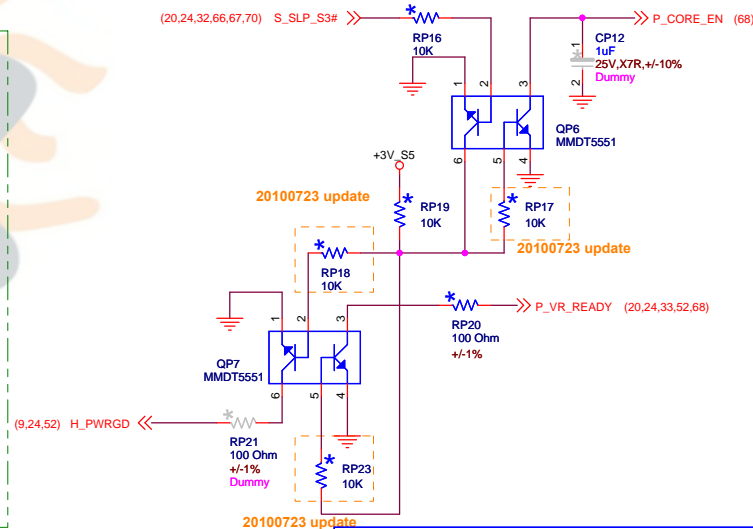 (20,24,32,66,67,70) S_SLP_S3#
RP16
10K
P_CORE_EN (68)
CP12
1uF
25V,X7R,+/-10%
Dummy
1
2
1
2
3
QP6
MMDT5551
6
5
4
+3V_S5
20100723 update
RP19
10K
RP17
10K
20100723 update
RP18
10K
1
2
3
P_VR_READY (20,24,33,52,68)
RP20
100 Ohm
+/-1%
QP7
MMDT5551
6
5
4
(9,24,52) H_PWRGD
RP21
100 Ohm
+/-1%
Dummy
RP23
10K
20100723 update